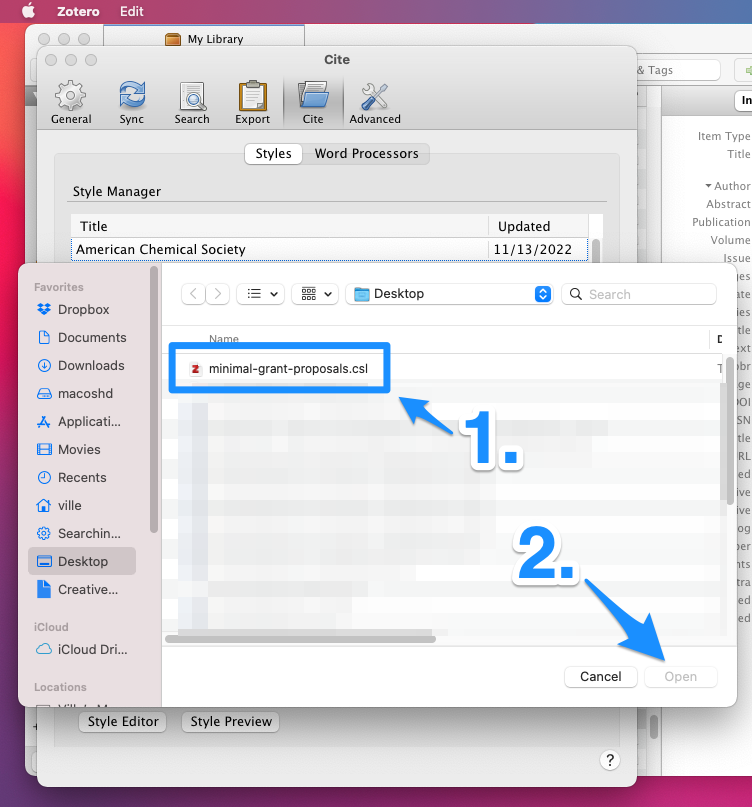 Zotero Edit
My Library
Cite
& Tags
General Sync Search Export Cite Advanced
Styles Word Processors
Style Manager
Title Updated
American Chemical Society 11/13/2022
Item Type
Title
Author
Abstract
Publication
Volume
Issue
Favorites
Dropbox
Documents
Downloads
macoshd
Applicati...
Movies
Recents
ville
Searchin...
Desktop
Creative...
iCloud
iCloud Dri...
Locations
Desktop
Search
Name
minimal-grant-proposals.csl
1.
2.
Cancel Open
Style Editor Style Preview
?